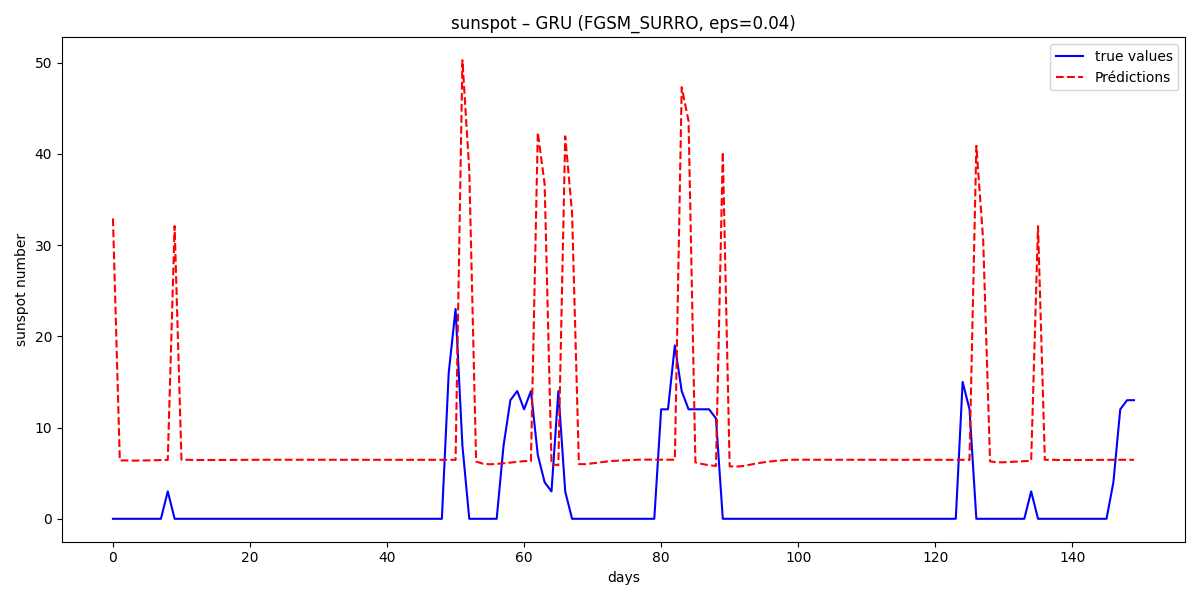 sunspot – GRU (FGSM_SURRO, eps=0.04)
true values
Prédictions
50
40
30
20
10
0
sunspot number
0 20 40 60 80 100 120 140
days